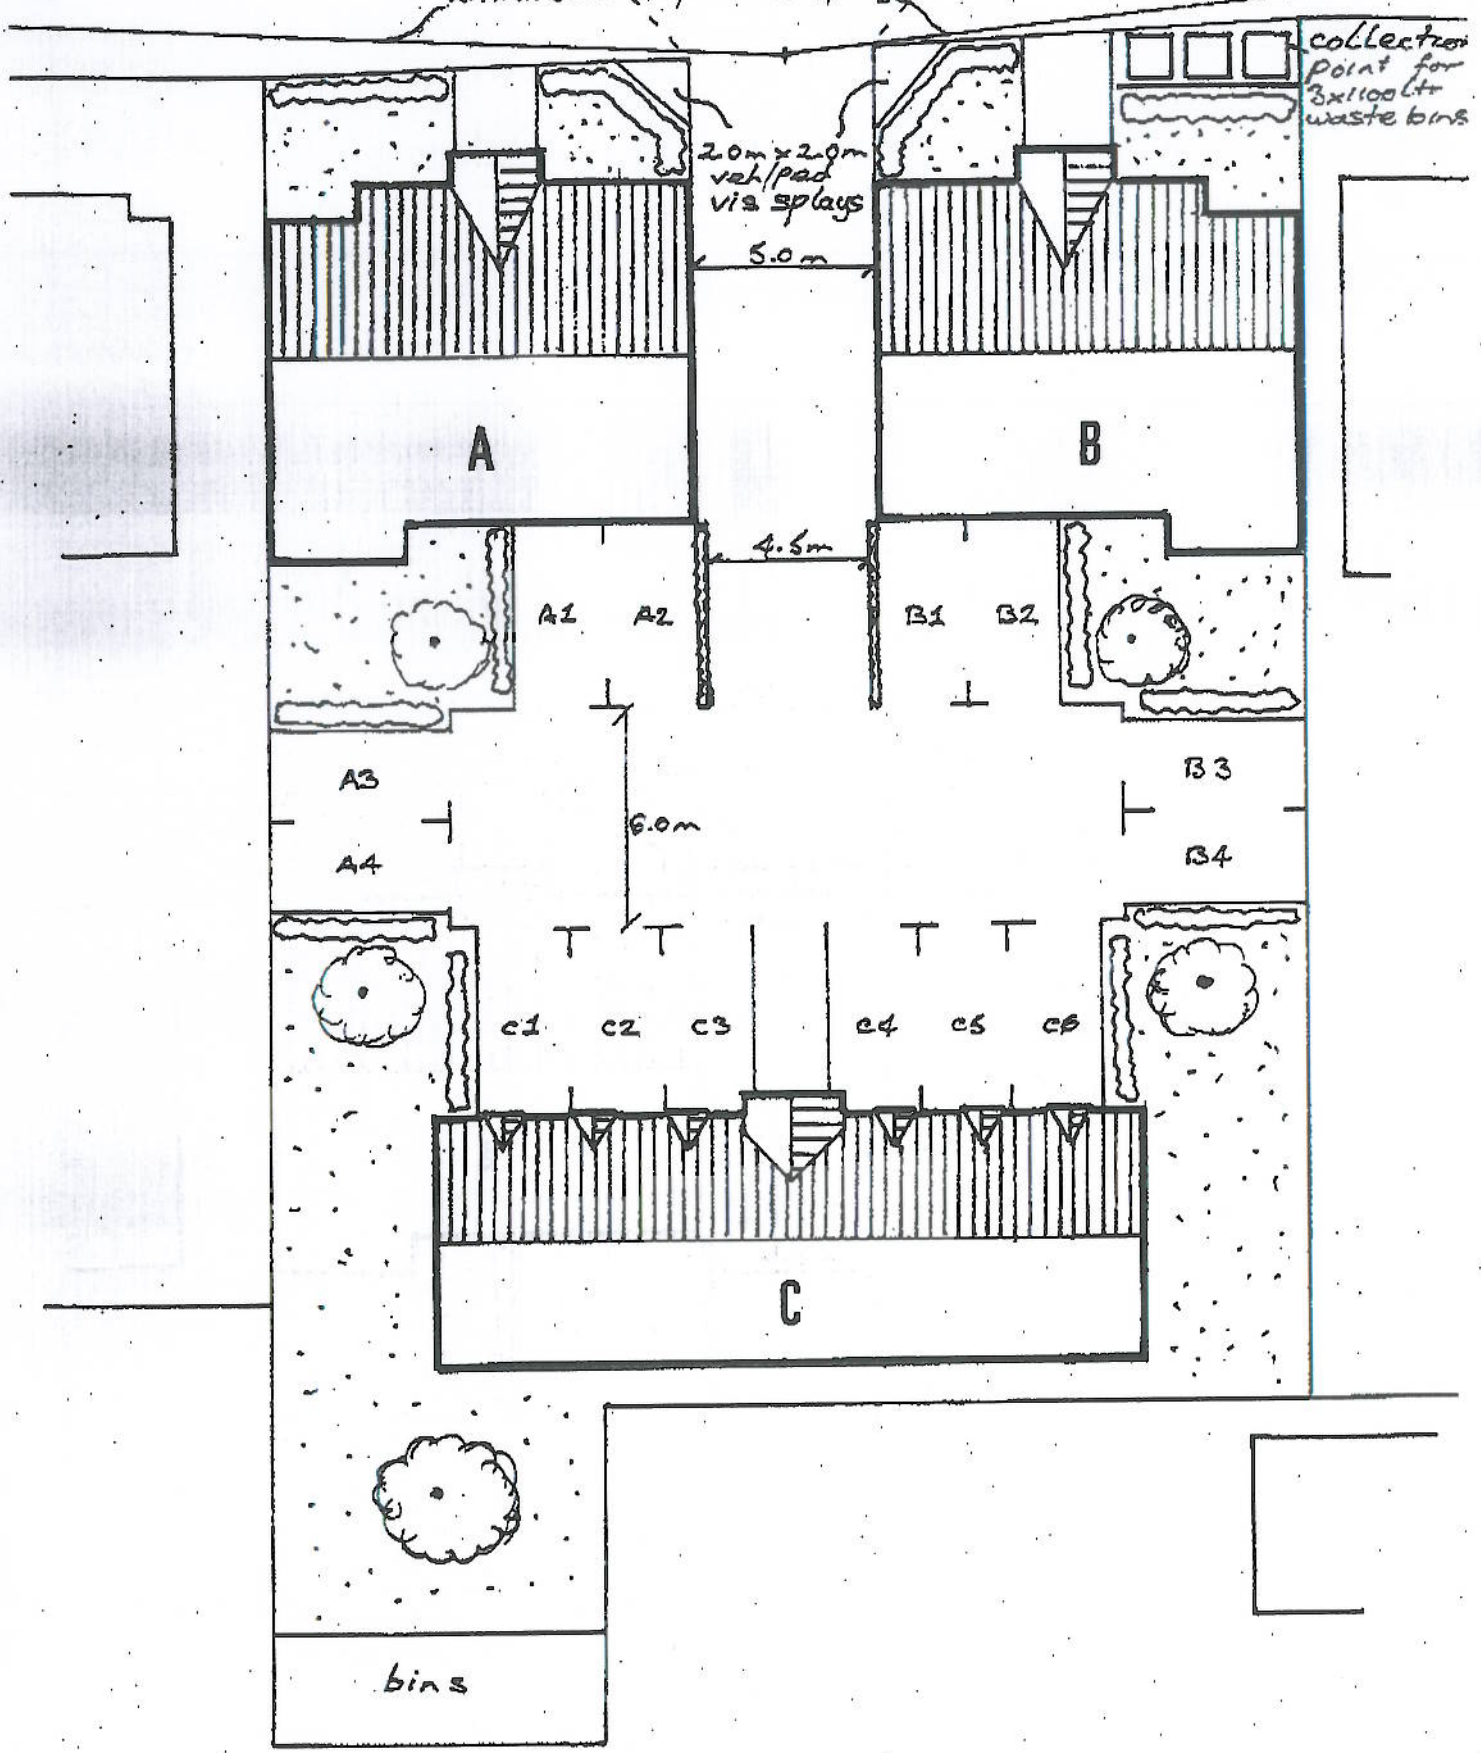 collection
point for
3x1100 Ltr
waste bins
2.0m x 2.0m
veh/ped
vis splays
5.0m
A
B
4.5m
A1
A2
B1
B2
A3
B3
6.0m
A4
B4
C1
C2
C3
C4
C5
C6
C
bins